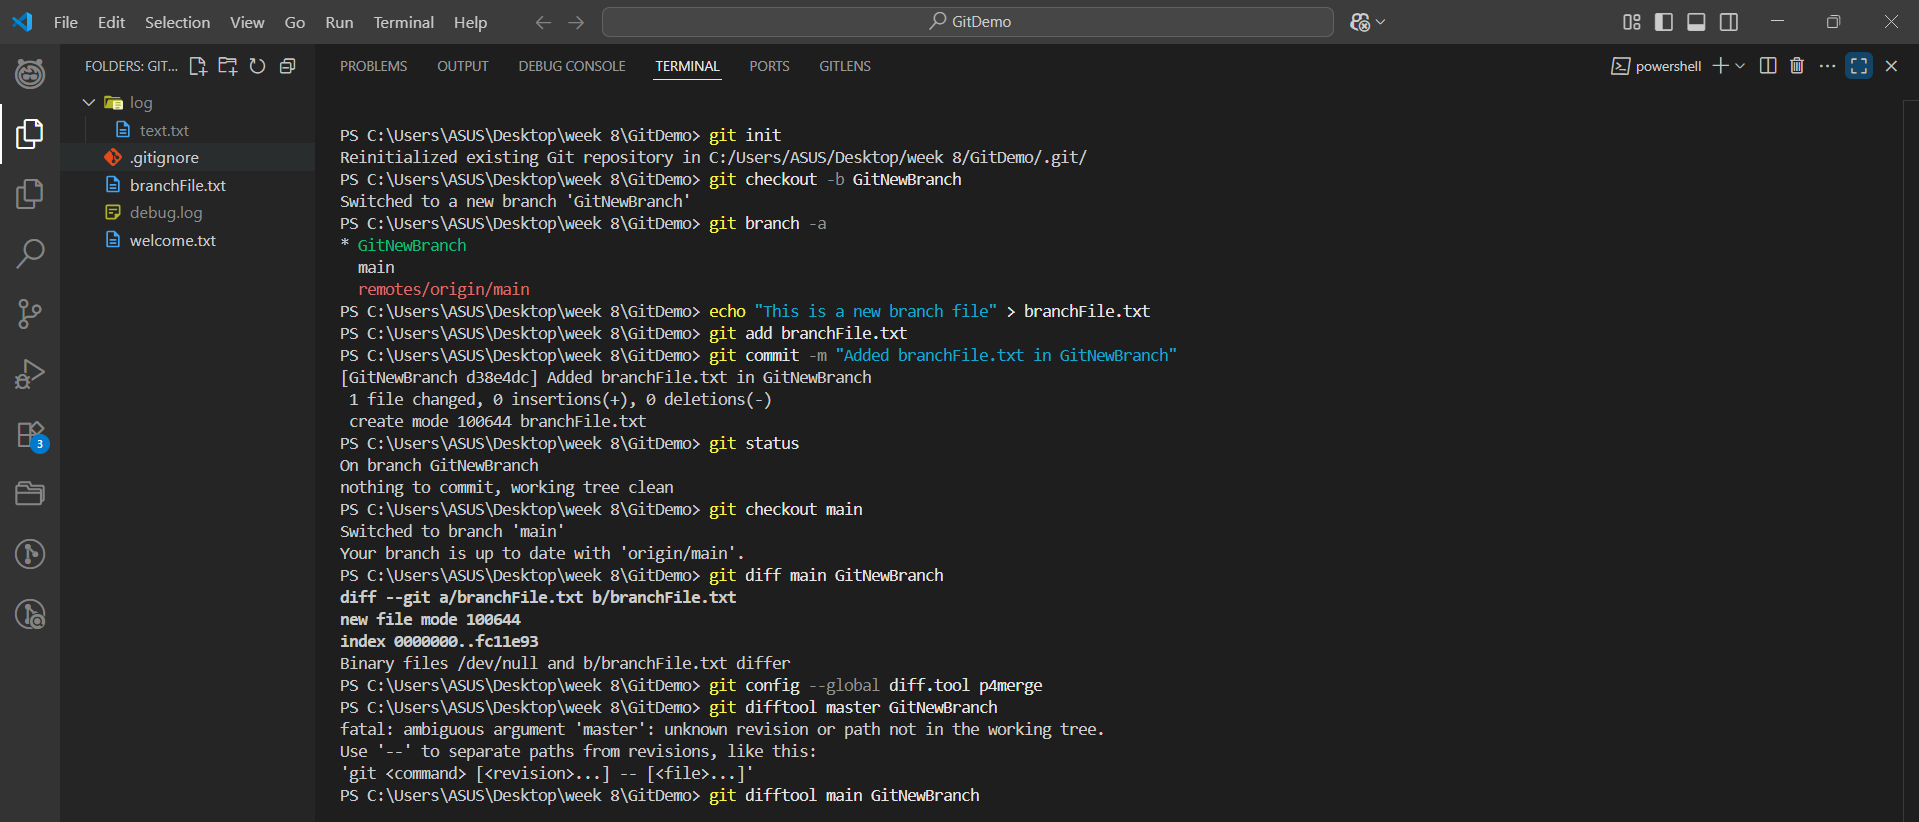 File Edit Selection View Go Run Terminal Help
GitDemo
FOLDERS: GIT...
log
text.txt
.gitignore
branchFile.txt
debug.log
welcome.txt
3
PROBLEMS OUTPUT DEBUG CONSOLE TERMINAL PORTS GITLENS
powershell
PS C:\Users\ASUS\Desktop\week 8\GitDemo> git init
Reinitialized existing Git repository in C:/Users/ASUS/Desktop/week 8/GitDemo/.git/
PS C:\Users\ASUS\Desktop\week 8\GitDemo> git checkout -b GitNewBranch
Switched to a new branch 'GitNewBranch'
PS C:\Users\ASUS\Desktop\week 8\GitDemo> git branch -a
* GitNewBranch
  main
  remotes/origin/main
PS C:\Users\ASUS\Desktop\week 8\GitDemo> echo "This is a new branch file" > branchFile.txt
PS C:\Users\ASUS\Desktop\week 8\GitDemo> git add branchFile.txt
PS C:\Users\ASUS\Desktop\week 8\GitDemo> git commit -m "Added branchFile.txt in GitNewBranch"
[GitNewBranch d38e4dc] Added branchFile.txt in GitNewBranch
 1 file changed, 0 insertions(+), 0 deletions(-)
 create mode 100644 branchFile.txt
PS C:\Users\ASUS\Desktop\week 8\GitDemo> git status
On branch GitNewBranch
nothing to commit, working tree clean
PS C:\Users\ASUS\Desktop\week 8\GitDemo> git checkout main
Switched to branch 'main'
Your branch is up to date with 'origin/main'.
PS C:\Users\ASUS\Desktop\week 8\GitDemo> git diff main GitNewBranch
diff --git a/branchFile.txt b/branchFile.txt
new file mode 100644
index 0000000..fc11e93
Binary files /dev/null and b/branchFile.txt differ
PS C:\Users\ASUS\Desktop\week 8\GitDemo> git config --global diff.tool p4merge
PS C:\Users\ASUS\Desktop\week 8\GitDemo> git difftool master GitNewBranch
fatal: ambiguous argument 'master': unknown revision or path not in the working tree.
Use '--' to separate paths from revisions, like this:
'git <command> [<revision>...] -- [<file>...]'
PS C:\Users\ASUS\Desktop\week 8\GitDemo> git difftool main GitNewBranch